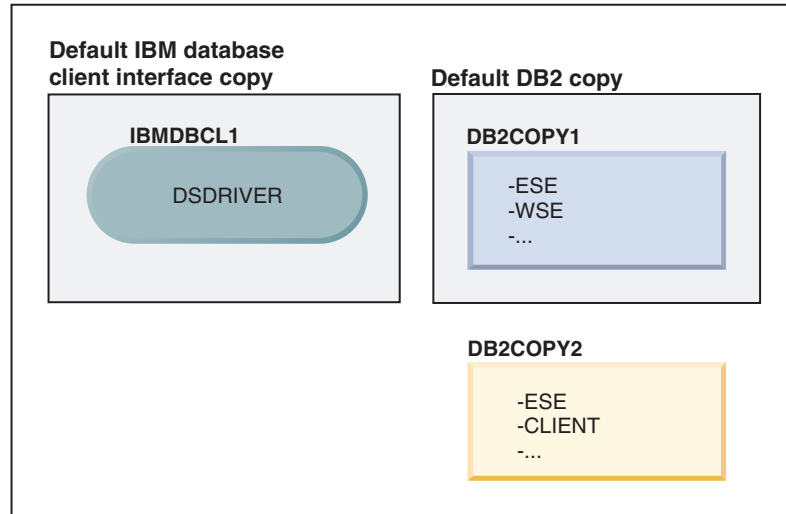 Default IBM database
client interface copy
IBMDBCL1
DSDRIVER
Default DB2 copy
DB2COPY1
-ESE
-WSE
-...
DB2COPY2
-ESE
-CLIENT
-...